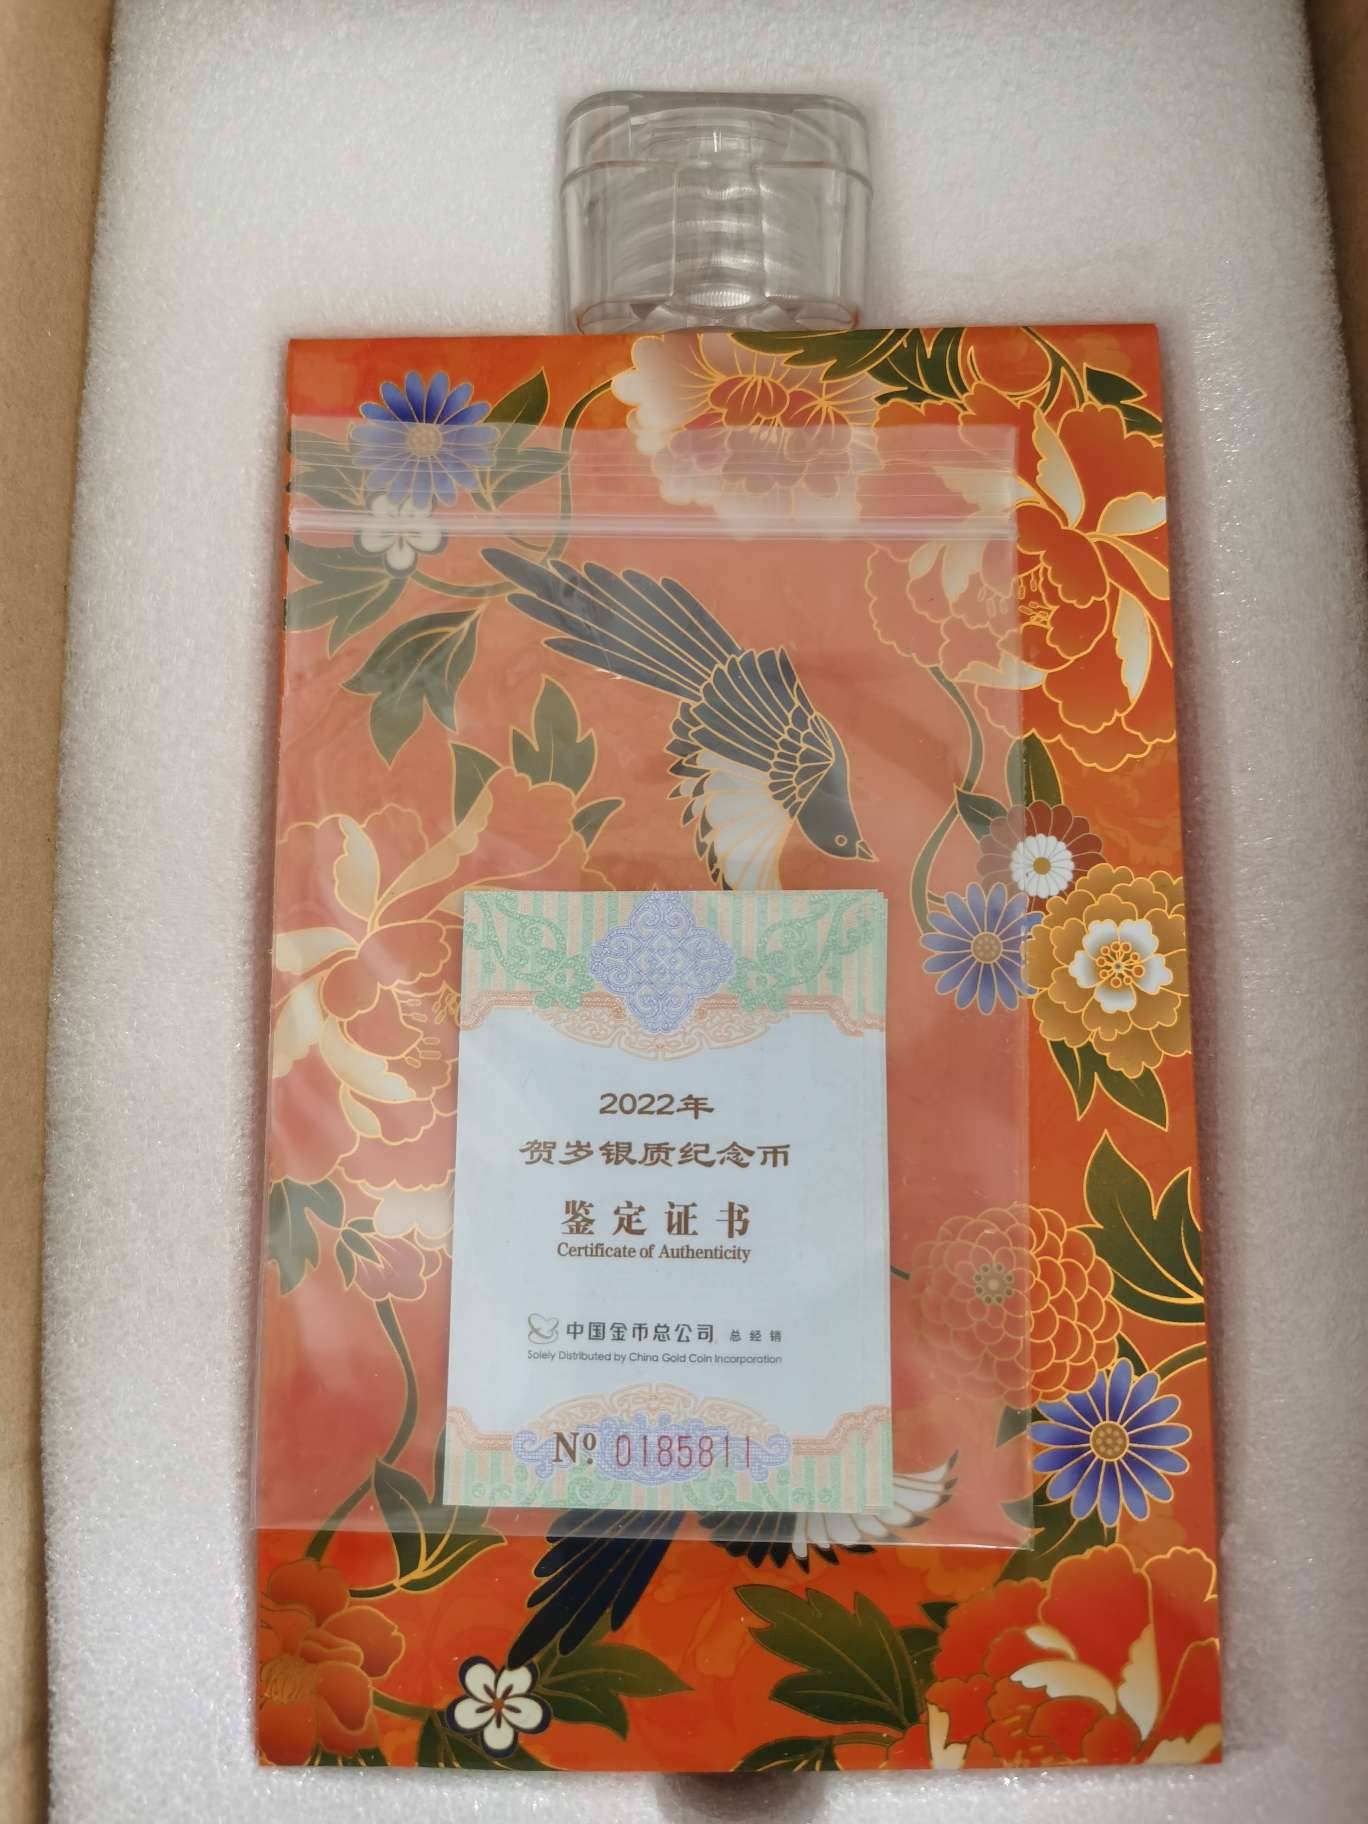 2022年
贺岁银质纪念币
鉴定证书
Certificate of Authenticity
中国金币总公司 总经销
Solely Distributed by China Gold Coin Incorporation
Nº 0185811